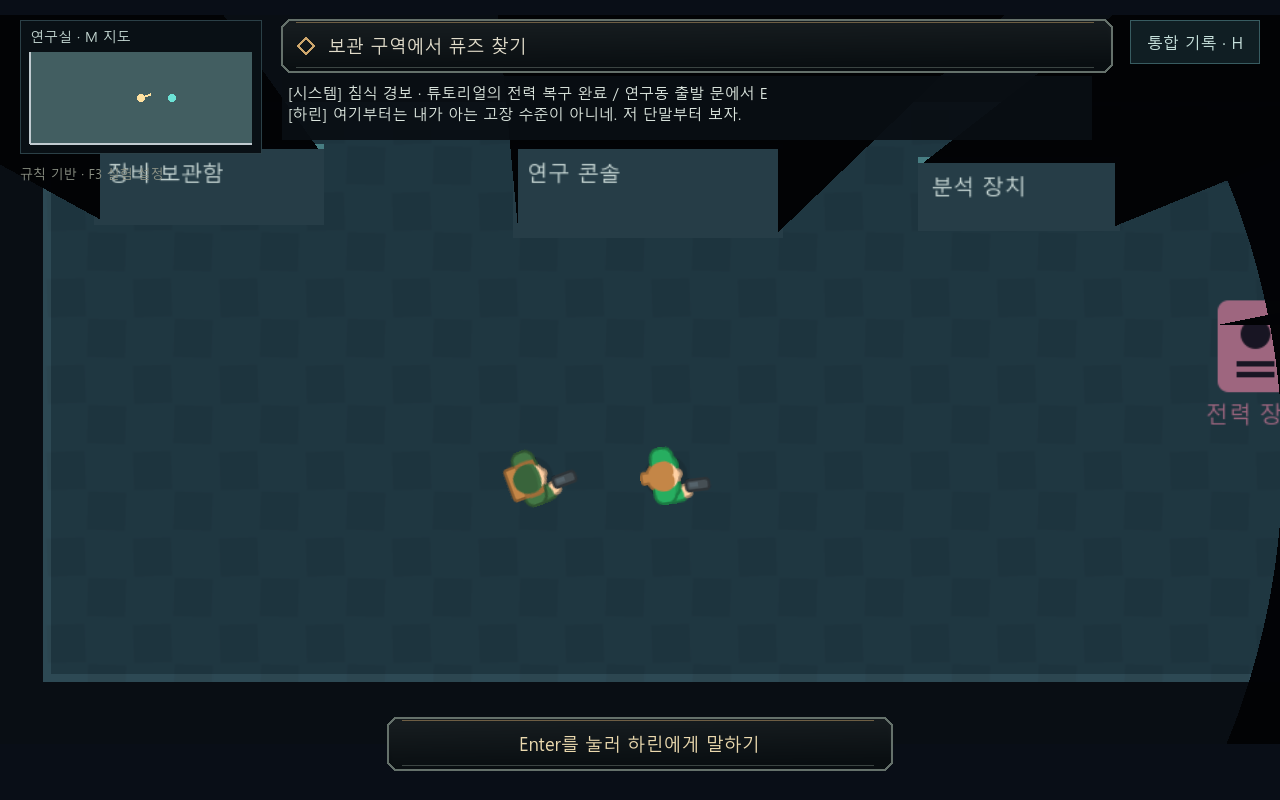 연구실 · M 지도
보관 구역에서 퓨즈 찾기
통합 기록 · H
[시스템] 침식 경보 · 튜토리얼의 전력 복구 완료 / 연구동 출발 문에서 E
[하린] 여기부터는 내가 아는 고장 수준이 아니네. 저 단말부터 보자.
규칙 기반 · F3
장비 보관함
연구 콘솔
분석 장치
전력 장
Enter를 눌러 하린에게 말하기